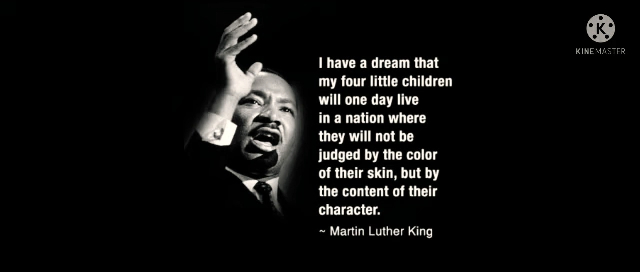 I have a dream that
my four little children
will one day live
in a nation where
they will not be
judged by the color
of their skin, but by
the content of their
character.
~ Martin Luther King
K
KINEMASTER